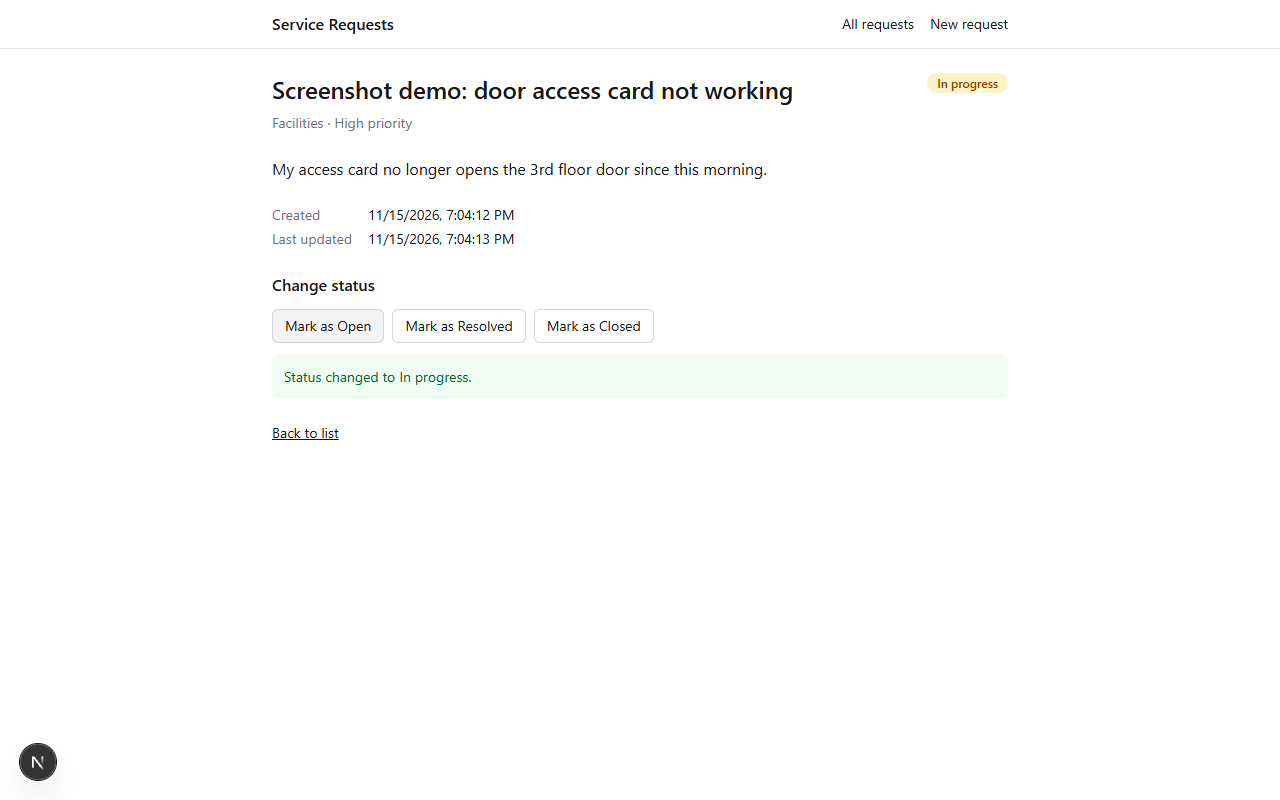 Service Requests
All requests
New request
Screenshot demo: door access card not working
In progress
Facilities · High priority
My access card no longer opens the 3rd floor door since this morning.
Created 11/15/2026, 7:04:12 PM
Last updated 11/15/2026, 7:04:13 PM
Change status
Mark as Open
Mark as Resolved
Mark as Closed
Status changed to In progress.
Back to list
N